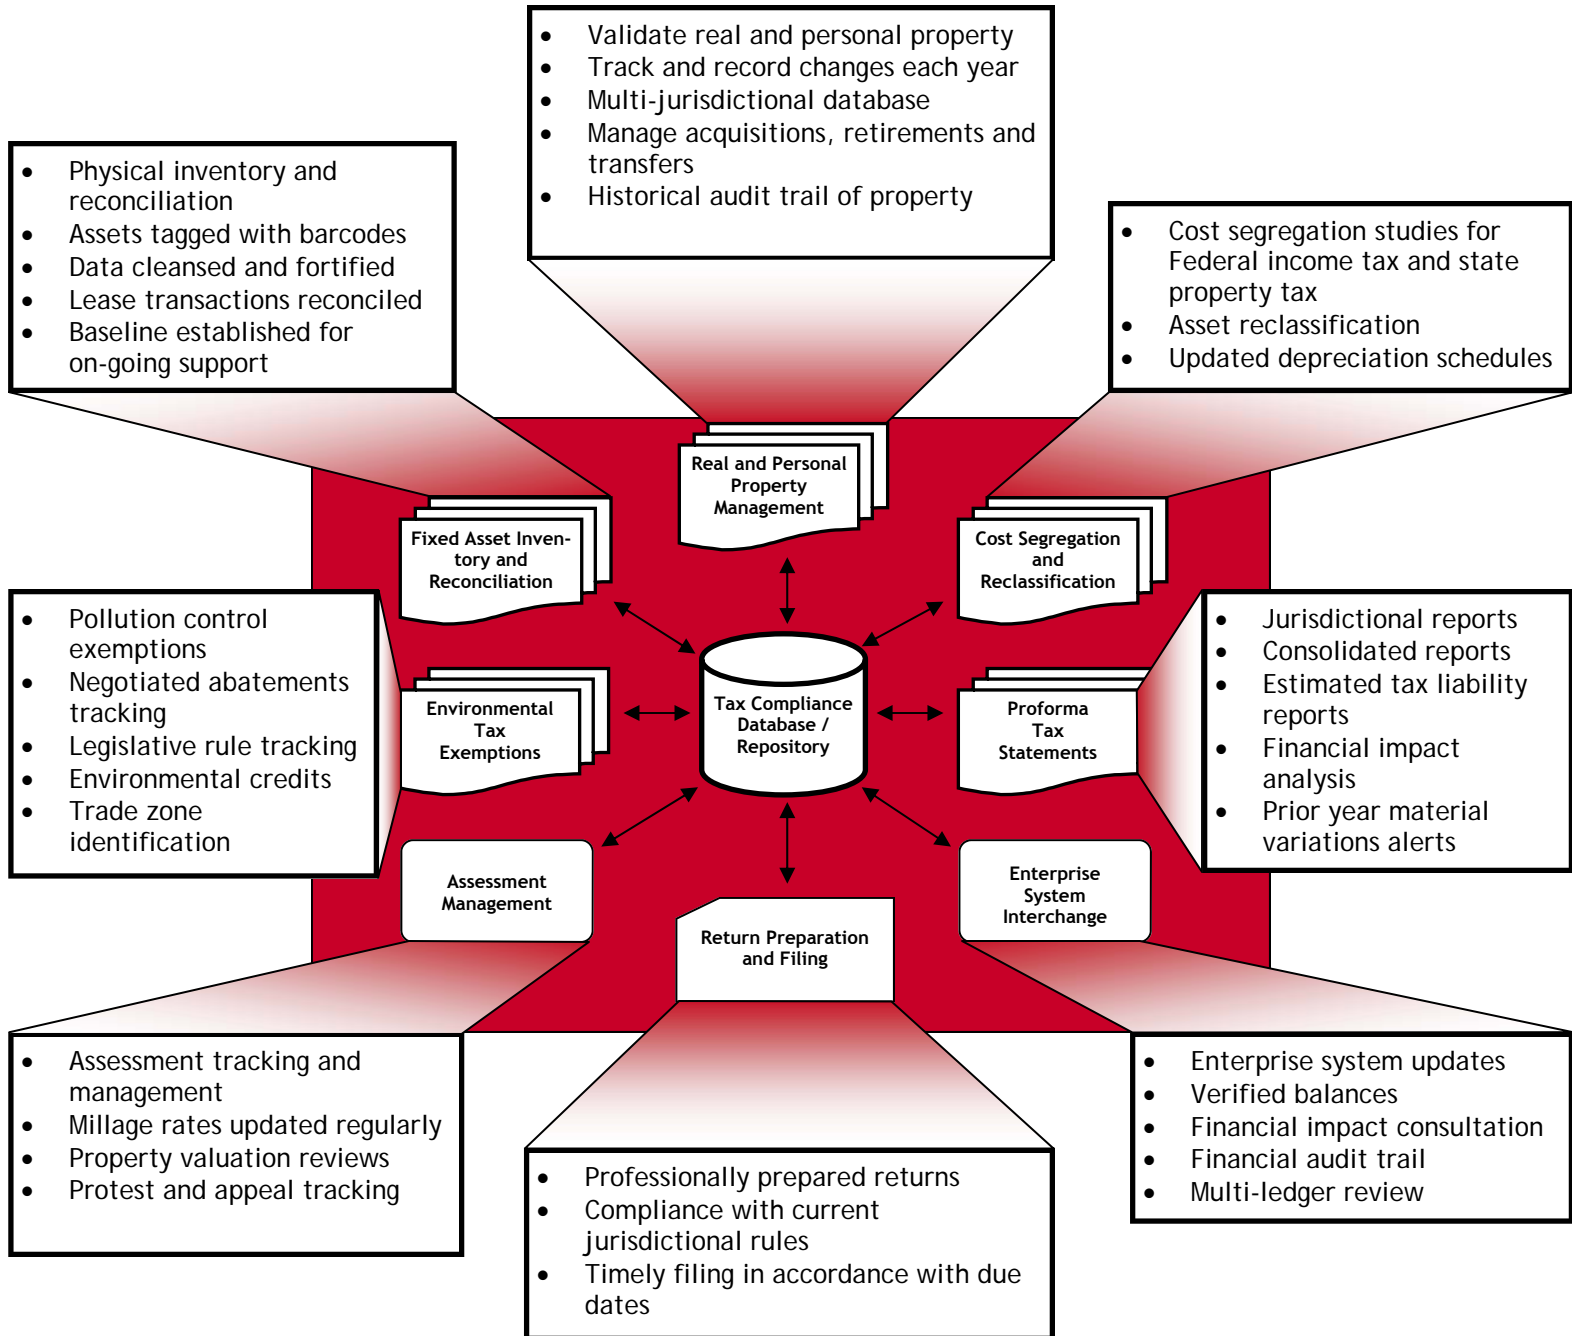 • Validate real and personal property
• Track and record changes each year
• Multi-jurisdictional database
• Manage acquisitions, retirements and
transfers
• Historical audit trail of property
• Physical inventory and
reconciliation
• Assets tagged with barcodes
• Data cleansed and fortified
• Lease transactions reconciled
• Baseline established for
on-going support
• Cost segregation studies for
Federal income tax and state
property tax
• Asset reclassification
• Updated depreciation schedules
Real and Personal
Property
Management
Fixed Asset Inven-
tory and
Reconciliation
Cost Segregation
and
Reclassification
• Pollution control
exemptions
• Negotiated abatements
tracking
• Legislative rule tracking
• Environmental credits
• Trade zone
identification
Environmental
Tax
Exemptions
Tax Compliance
Database /
Repository
Proforma
Tax
Statements
• Jurisdictional reports
• Consolidated reports
• Estimated tax liability
reports
• Financial impact
analysis
• Prior year material
variations alerts
Assessment
Management
Return Preparation
and Filing
Enterprise
System
Interchange
• Assessment tracking and
management
• Millage rates updated regularly
• Property valuation reviews
• Protest and appeal tracking
• Professionally prepared returns
• Compliance with current
jurisdictional rules
• Timely filing in accordance with due
dates
• Enterprise system updates
• Verified balances
• Financial impact consultation
• Financial audit trail
• Multi-ledger review